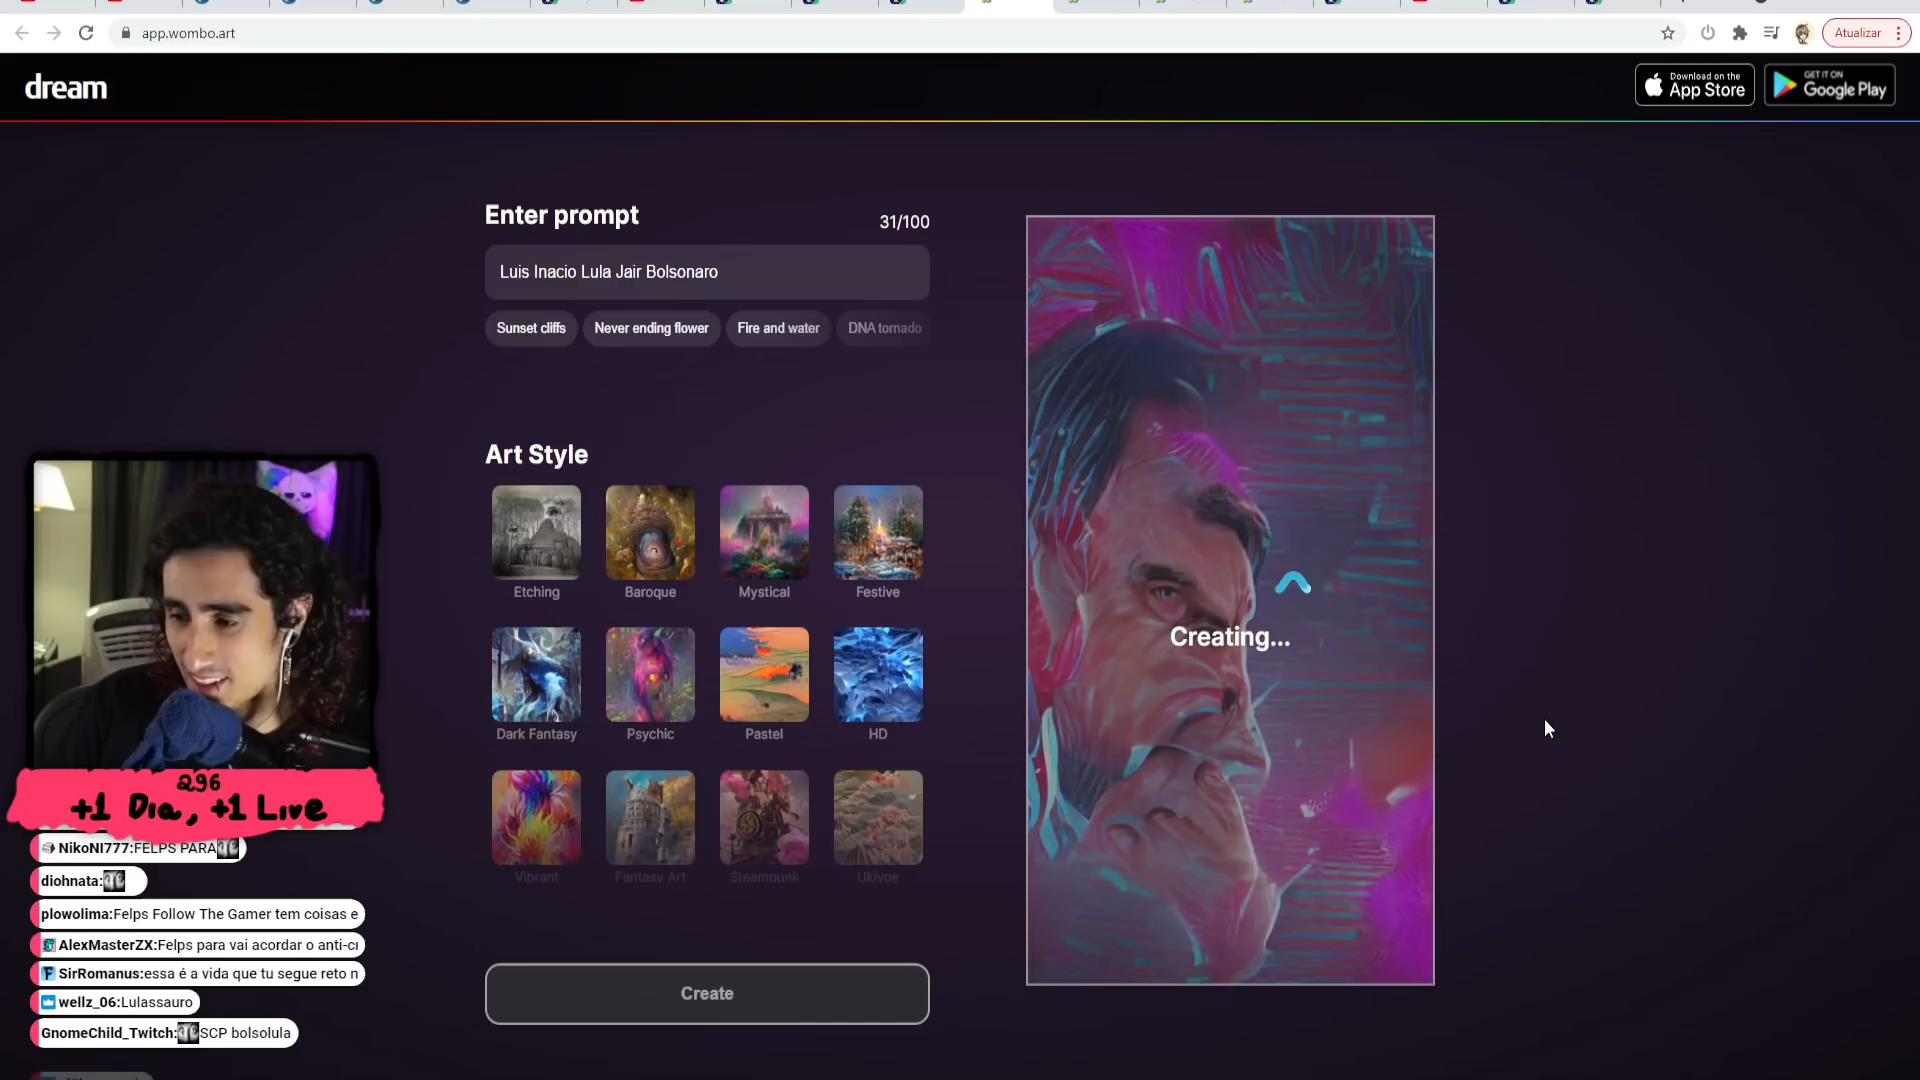 app.wombo.art
Atualizar
dream
Download on the
App Store
GET IT ON
Google Play
Enter prompt
31/100
Luis Inacio Lula Jair Bolsonaro
Sunset cliffs
Never ending flower
Fire and water
DNA tornado
Art Style
Etching
Baroque
Mystical
Festive
Dark Fantasy
Psychic
Pastel
HD
Vibrant
Fantasy Art
Steampunk
Ukiyoe
Create
Creating...
296
+1 Dia, +1 Live
NikoNI777:FELPS PARA
diohnata:
plowolima:Felps Follow The Gamer tem coisas e
AlexMasterZX:Felps para vai acordar o anti-cr
SirRomanus:essa é a vida que tu segue reto n
wellz_06:Lulassauro
GnomeChild_Twitch:SCP bolsolula